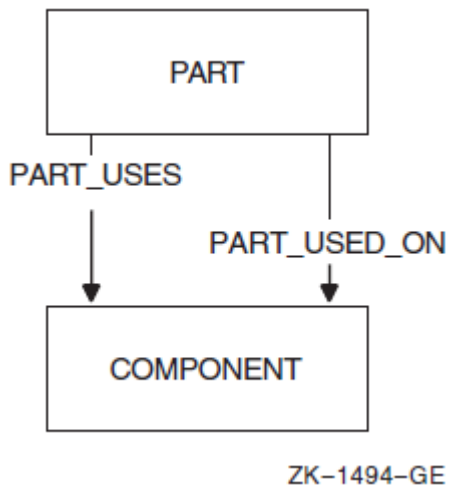 PART
PART_USES
PART_USED_ON
COMPONENT
ZK–1494–GE